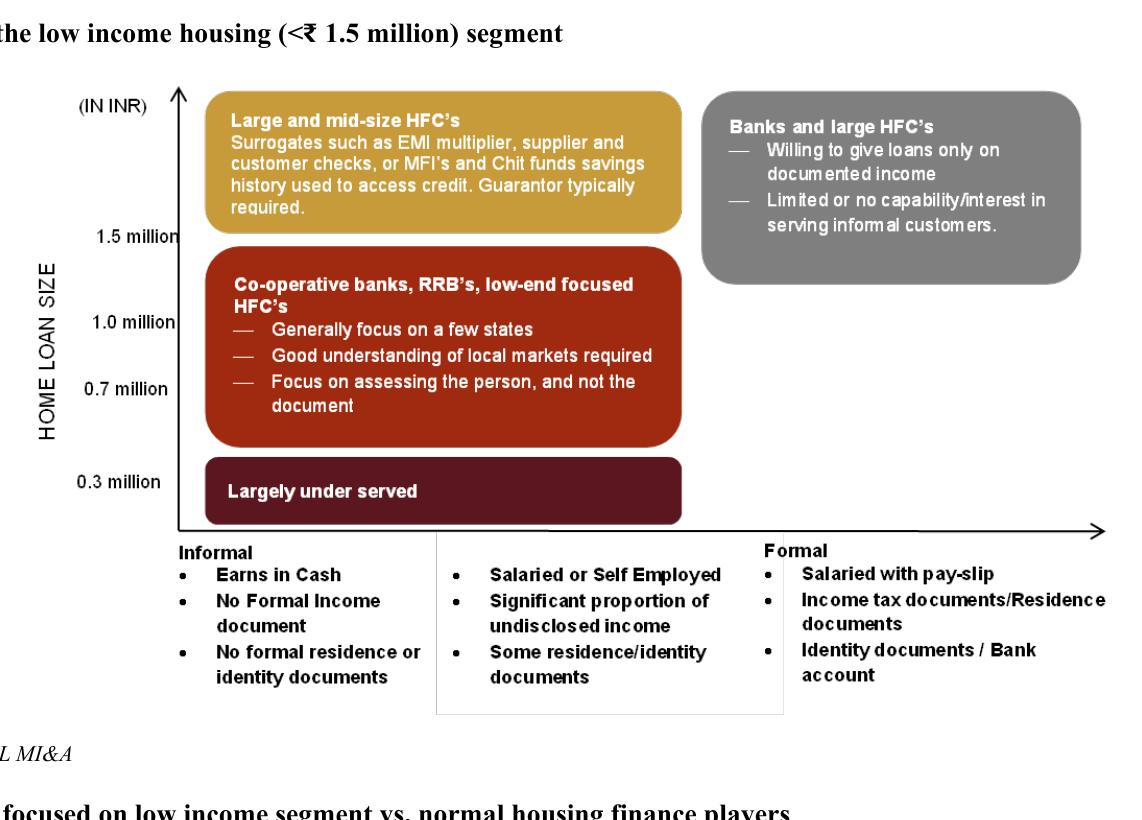 the low income housing (<₹ 1.5 million) segment
(IN INR)
Large and mid-size HFC's
Surrogates such as EMI multiplier, supplier and
customer checks, or MFI's and Chit funds savings
history used to access credit. Guarantor typically
required.
Banks and large HFC's
— Willing to give loans only on
documented income
— Limited or no capability/interest in
serving informal customers.
1.5 million
HOME LOAN SIZE
Co-operative banks, RRB's, low-end focused
HFC's
— Generally focus on a few states
— Good understanding of local markets required
— Focus on assessing the person, and not the
document
1.0 million
0.7 million
0.3 million
Largely under served
Informal
• Earns in Cash
• No Formal Income
document
• No formal residence or
identity documents
• Salaried or Self Employed
• Significant proportion of
undisclosed income
• Some residence/identity
documents
Formal
• Salaried with pay-slip
• Income tax documents/Residence
documents
• Identity documents / Bank
account
L MI&A
focused on low income segment vs. normal housing finance players